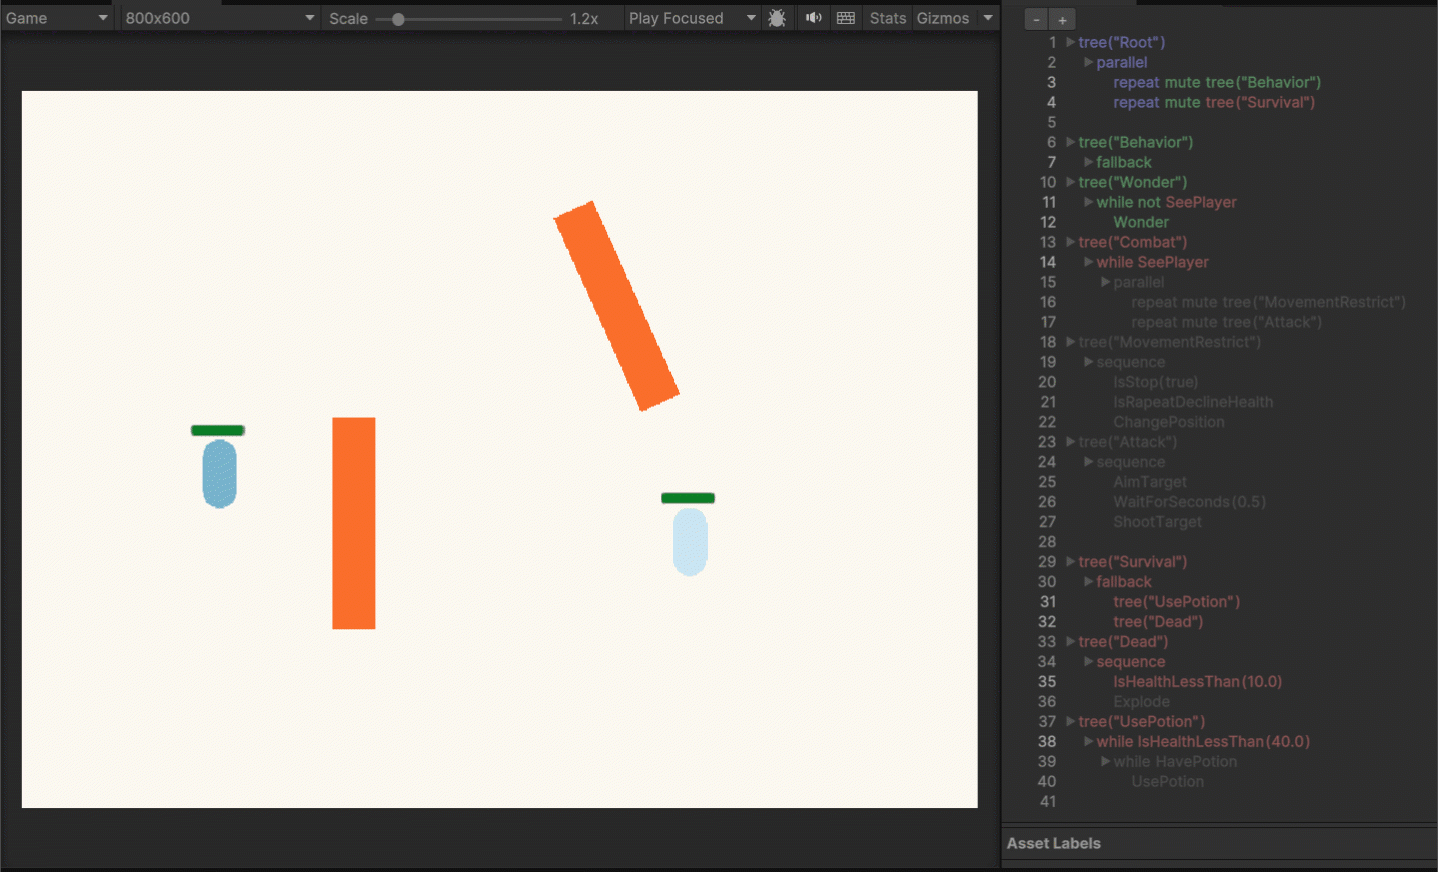 Game 800x600 Scale 1.2x Play Focused Stats Gizmos
- +
1 tree("Root")
2 parallel
3 repeat mute tree("Behavior")
4 repeat mute tree("Survival")
5
6 tree("Behavior")
7 fallback
10 tree("Wonder")
11 while not SeePlayer
12 Wonder
13 tree("Combat")
14 while SeePlayer
15 parallel
16 repeat mute tree("MovementRestrict")
17 repeat mute tree("Attack")
18 tree("MovementRestrict")
19 sequence
20 IsStop(true)
21 IsRapeatDeclineHealth
22 ChangePosition
23 tree("Attack")
24 sequence
25 AimTarget
26 WaitForSeconds(0.5)
27 ShootTarget
28
29 tree("Survival")
30 fallback
31 tree("UsePotion")
32 tree("Dead")
33 tree("Dead")
34 sequence
35 IsHealthLessThan(10.0)
36 Explode
37 tree("UsePotion")
38 while IsHealthLessThan(40.0)
39 while HavePotion
40 UsePotion
41
Asset Labels